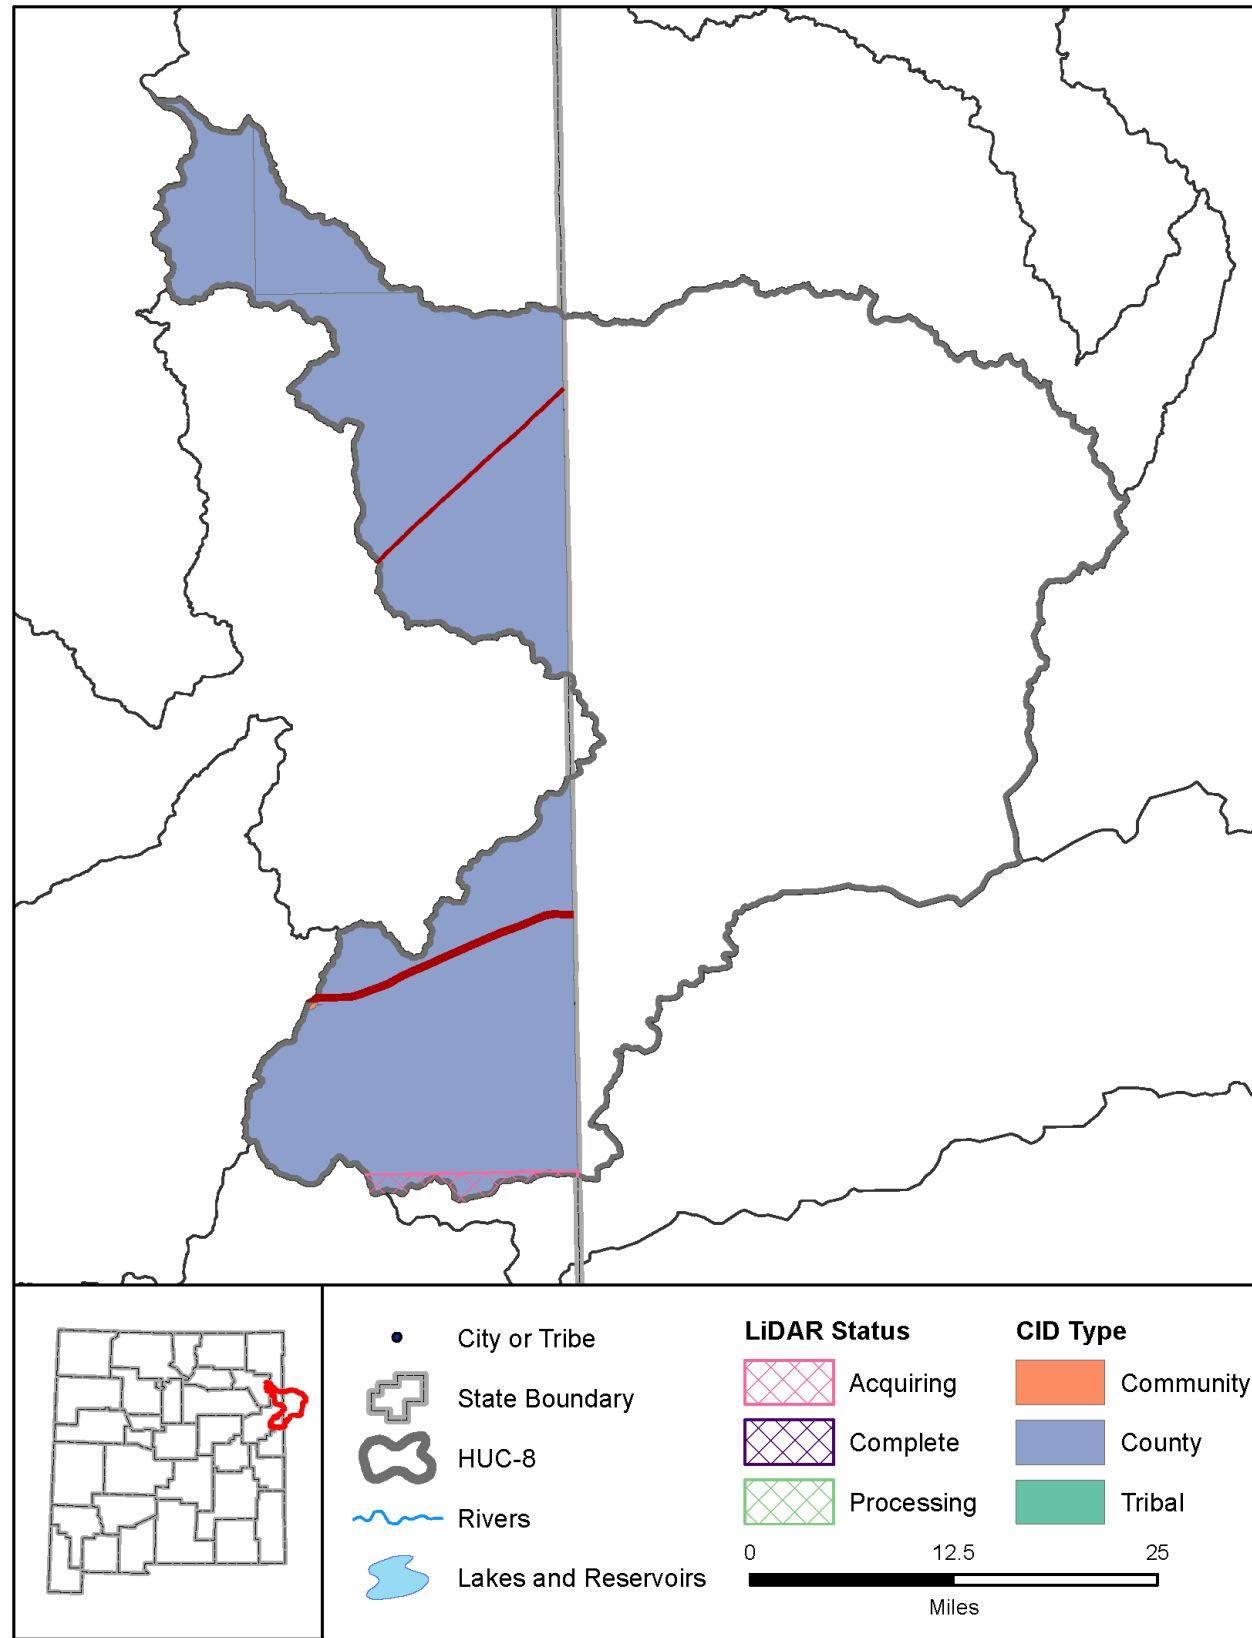 City or Tribe
State Boundary
HUC-8
Rivers
Lakes and Reservoirs
LiDAR Status
Acquiring
Complete
Processing
CID Type
Community
County
Tribal
0 12.5 25
Miles